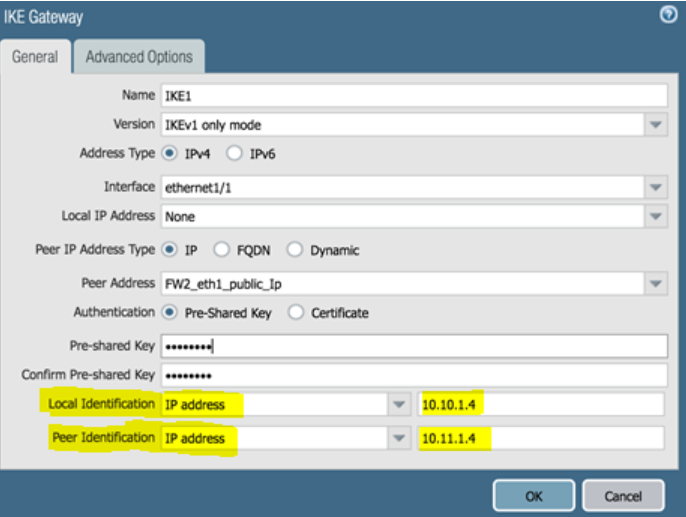 IKE Gateway
General Advanced Options
Name IKE1
Version IKEv1 only mode
Address Type IPv4 IPv6
Interface ethernet1/1
Local IP Address None
Peer IP Address Type IP FQDN Dynamic
Peer Address FW2_eth1_public_Ip
Authentication Pre-Shared Key Certificate
Pre-shared Key ••••••••
Confirm Pre-shared Key ••••••••
Local Identification IP address 10.10.1.4
Peer Identification IP address 10.11.1.4
OK Cancel